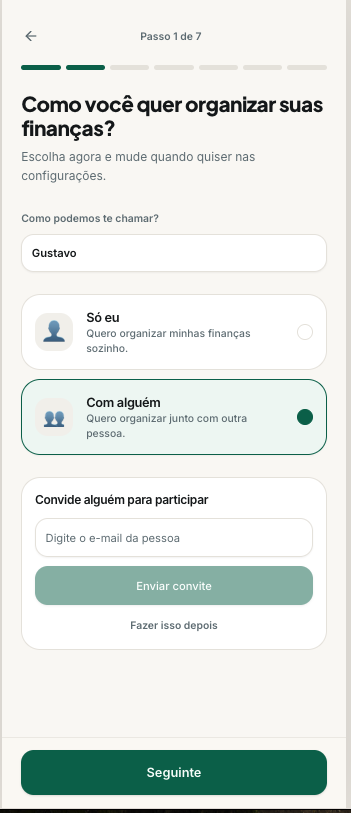 Passo 1 de 7
Como você quer organizar suas
finanças?
Escolha agora e mude quando quiser nas
configurações.
Como podemos te chamar?
Gustavo
Só eu
Quero organizar minhas finanças
sozinho.
Com alguém
Quero organizar junto com outra
pessoa.
Convide alguém para participar
Digite o e-mail da pessoa
Enviar convite
Fazer isso depois
Seguinte